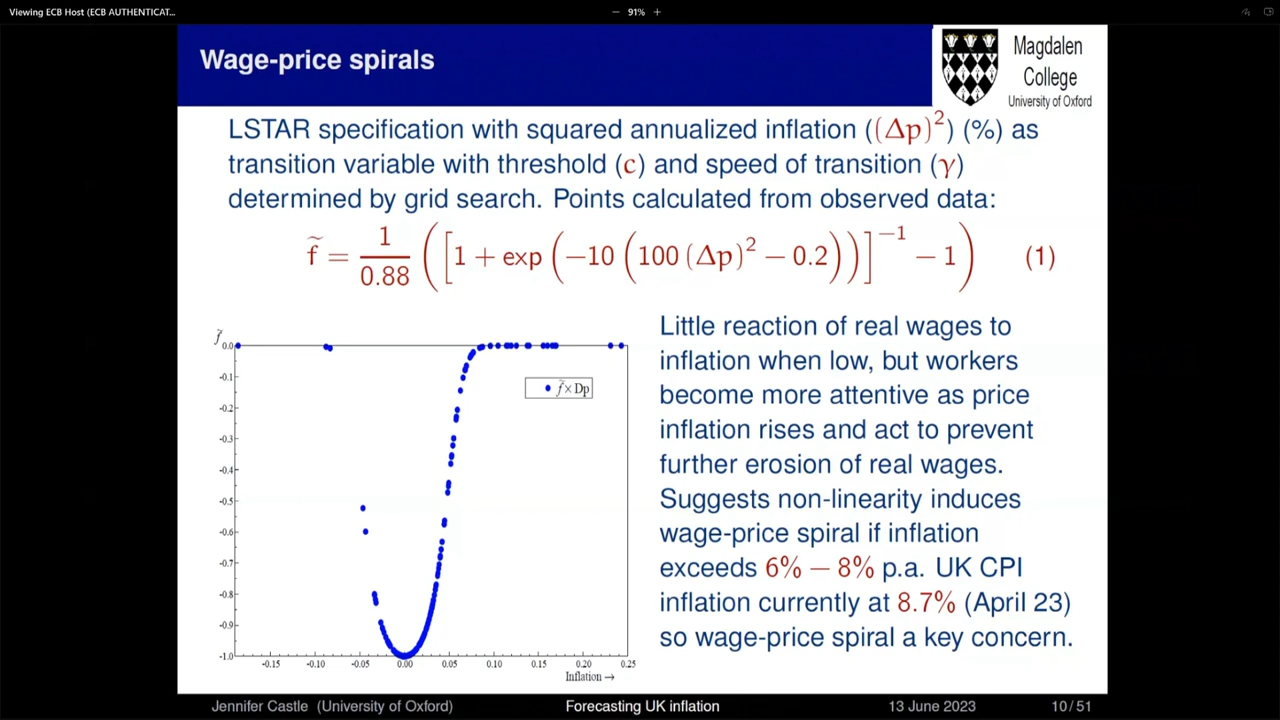 Viewing ECB Host (ECB AUTHENTICAT...
− 91% +
Wage-price spirals
Magdalen
College
University of Oxford
LSTAR specification with squared annualized inflation ((Δp)²) (%) as
transition variable with threshold (c) and speed of transition (γ)
determined by grid search. Points calculated from observed data:
f̃ = 1/0.88 ([1 + exp (−10 (100 (Δp)² − 0.2))]⁻¹ − 1) (1)
Little reaction of real wages to
inflation when low, but workers
become more attentive as price
inflation rises and act to prevent
further erosion of real wages.
Suggests non-linearity induces
wage-price spiral if inflation
exceeds 6% − 8% p.a. UK CPI
inflation currently at 8.7% (April 23)
so wage-price spiral a key concern.
f̃
0.0
-0.1
-0.2
-0.3
-0.4
-0.5
-0.6
-0.7
-0.8
-0.9
-1.0
f̃×Dp
-0.15 -0.10 -0.05 0.00 0.05 0.10 0.15 0.20 0.25
Inflation →
Jennifer Castle (University of Oxford) Forecasting UK inflation 13 June 2023 10 / 51